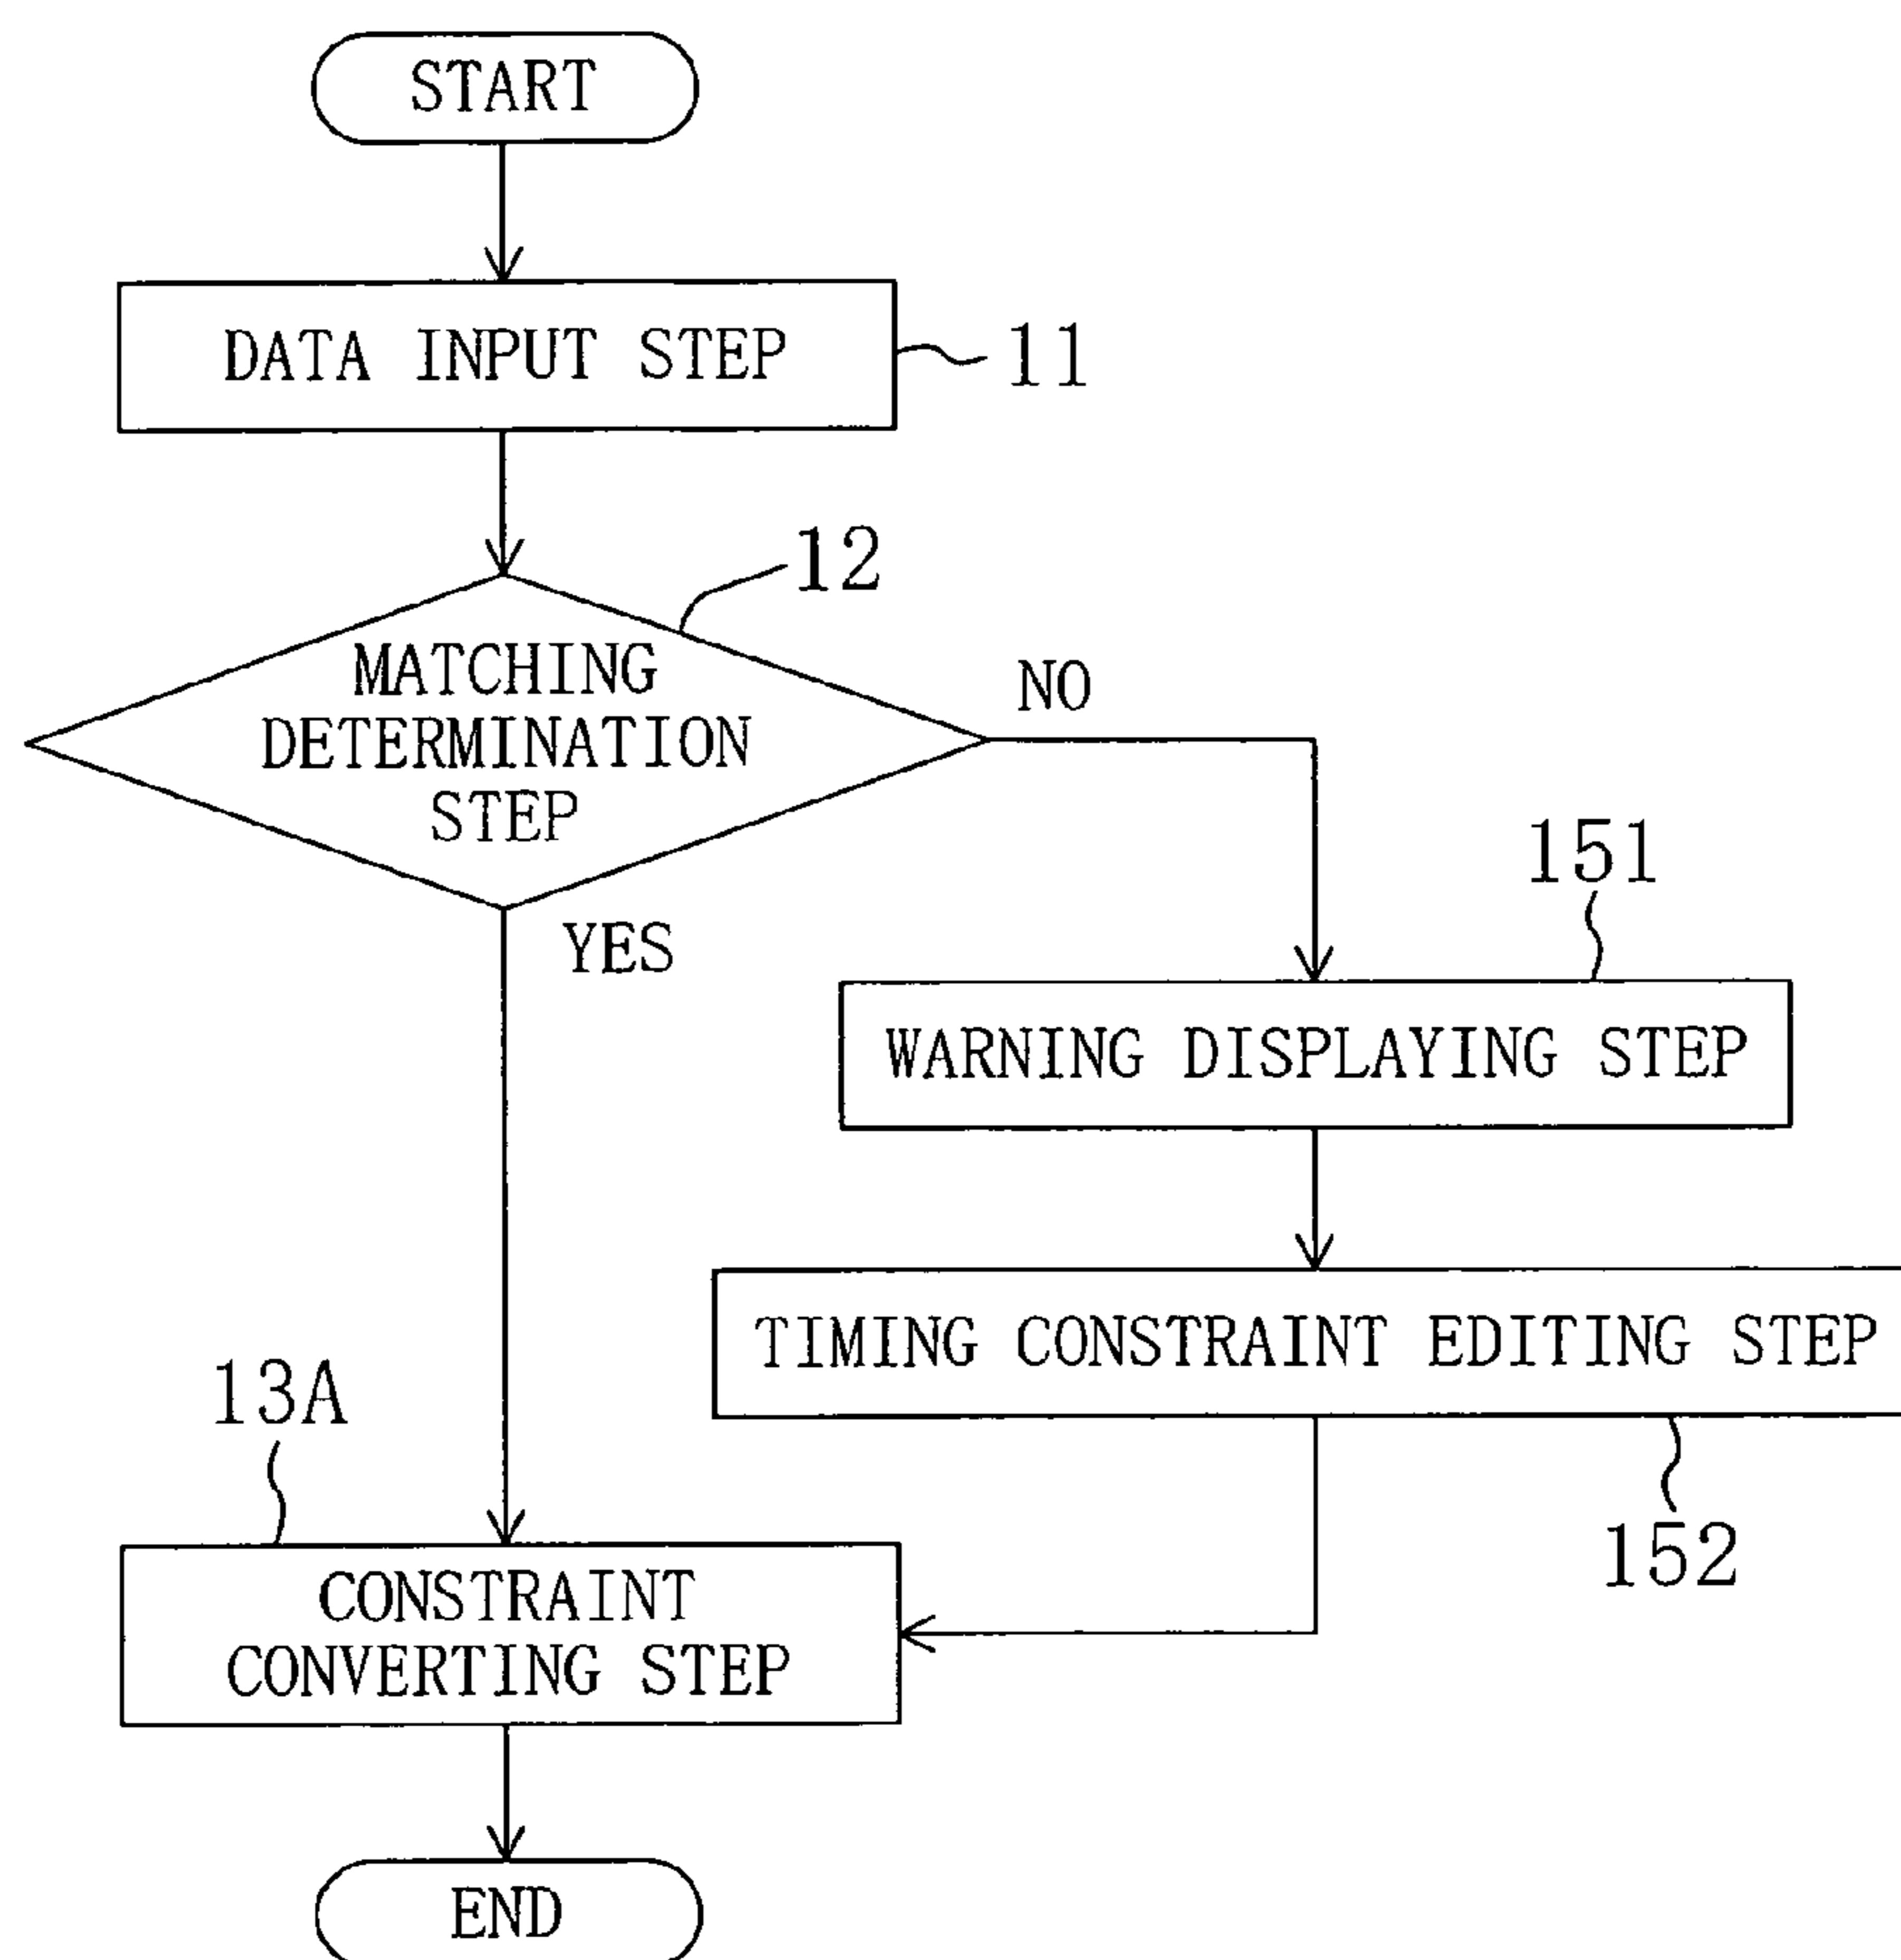 START
DATA INPUT STEP
11
12
MATCHING
DETERMINATION
STEP
NO
YES
151
WARNING DISPLAYING STEP
TIMING CONSTRAINT EDITING STEP
152
13A
CONSTRAINT
CONVERTING STEP
END